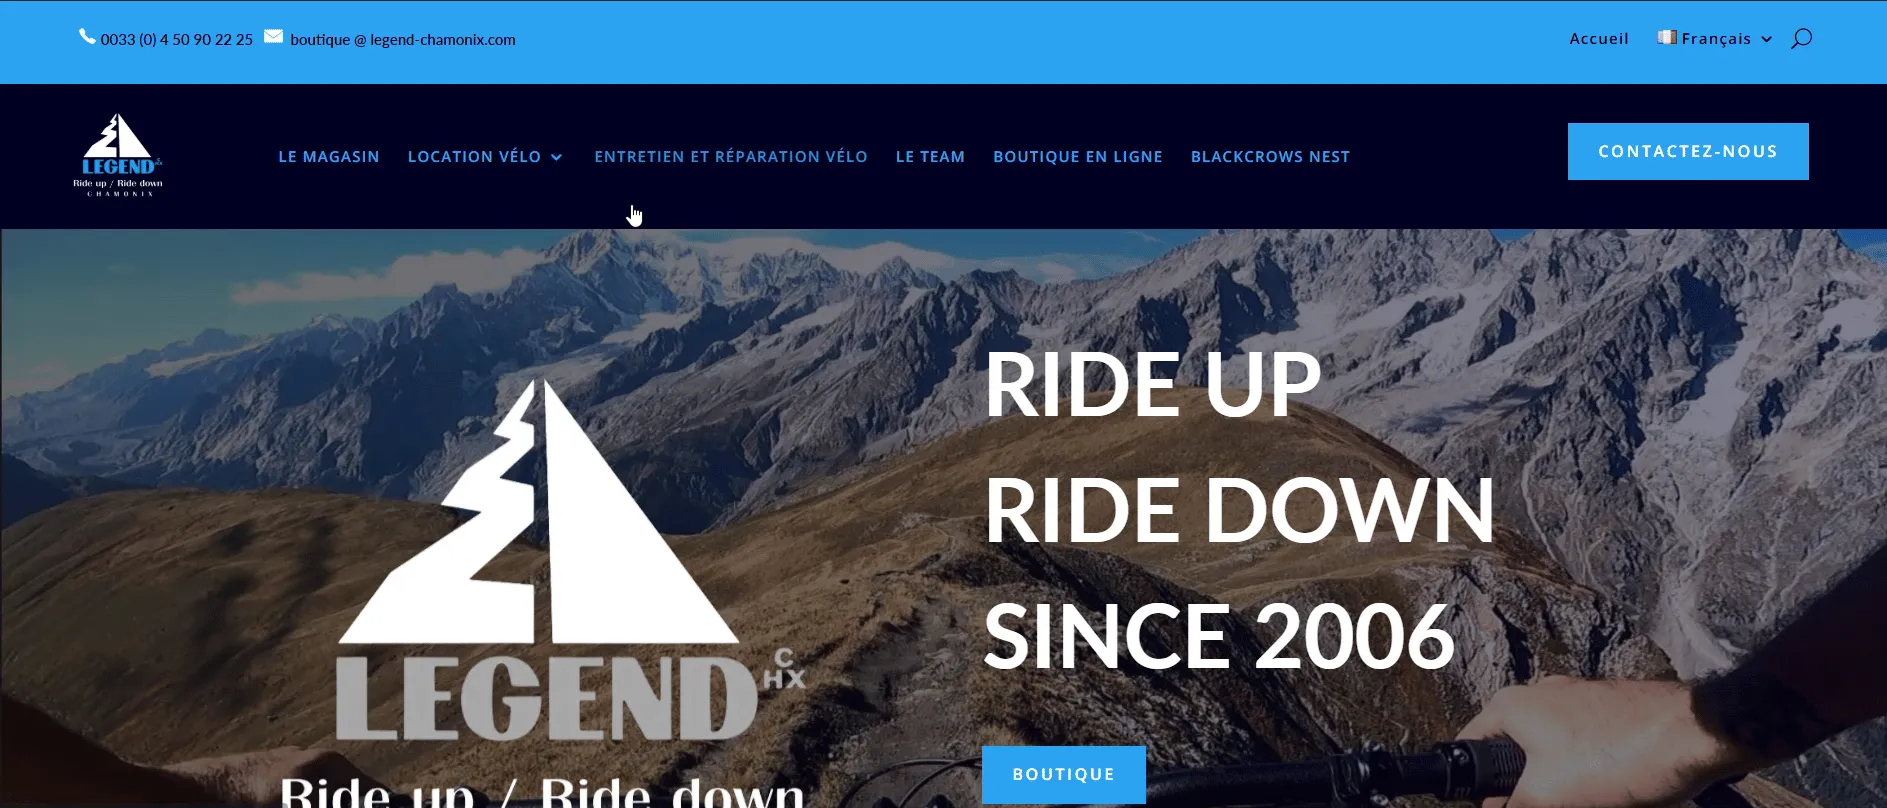 0033 (0) 4 50 90 22 25 boutique @ legend-chamonix.com Accueil Français
LE MAGASIN LOCATION VÉLO ENTRETIEN ET RÉPARATION VÉLO LE TEAM BOUTIQUE EN LIGNE BLACKCROWS NEST CONTACTEZ-NOUS
LEGEND CHX
Ride up / Ride down
CHAMONIX
RIDE UP
RIDE DOWN
SINCE 2006
LEGEND CHX
Ride up / Ride down
BOUTIQUE